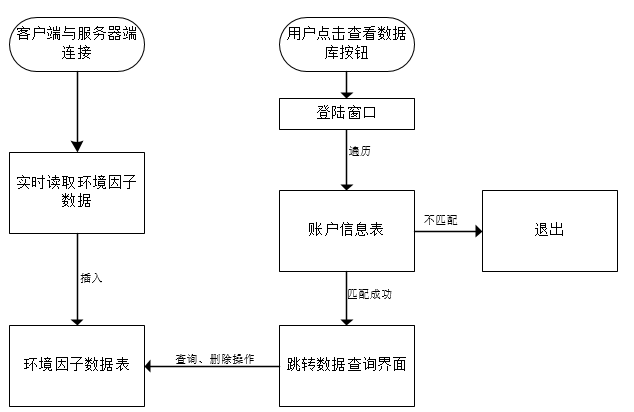 客户端与服务器端
连接
实时读取环境因子
数据
插入
环境因子数据表
用户点击查看数据
库按钮
登陆窗口
遍历
账户信息表
不匹配
退出
匹配成功
跳转数据查询界面
查询、删除操作